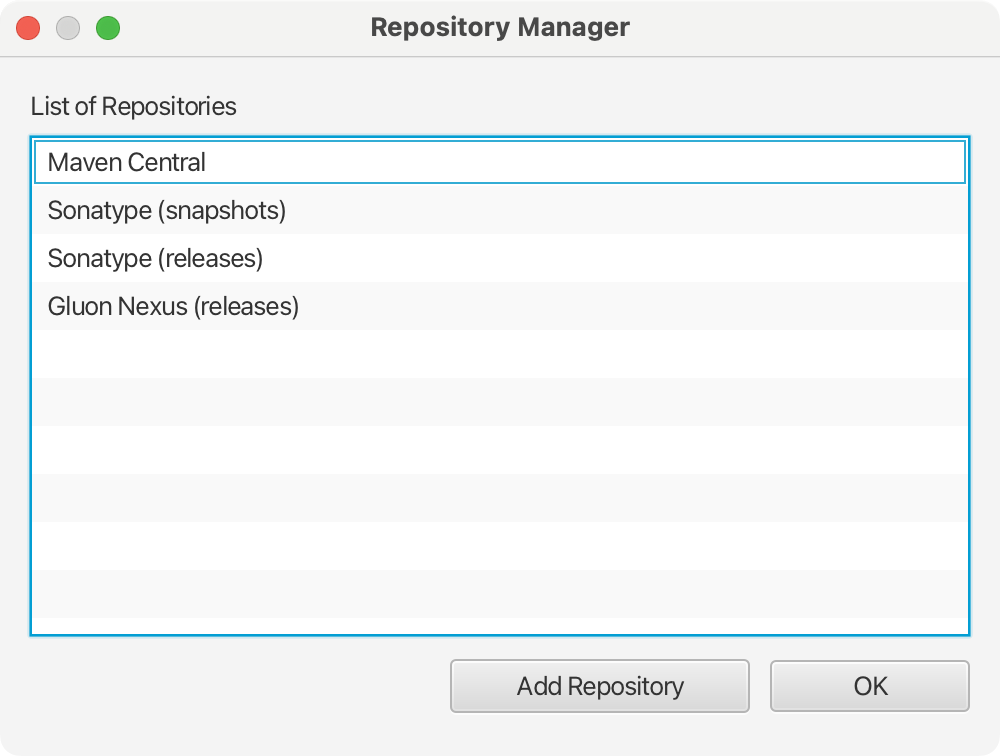 Repository Manager
List of Repositories
Maven Central
Sonatype (snapshots)
Sonatype (releases)
Gluon Nexus (releases)
Add Repository
OK